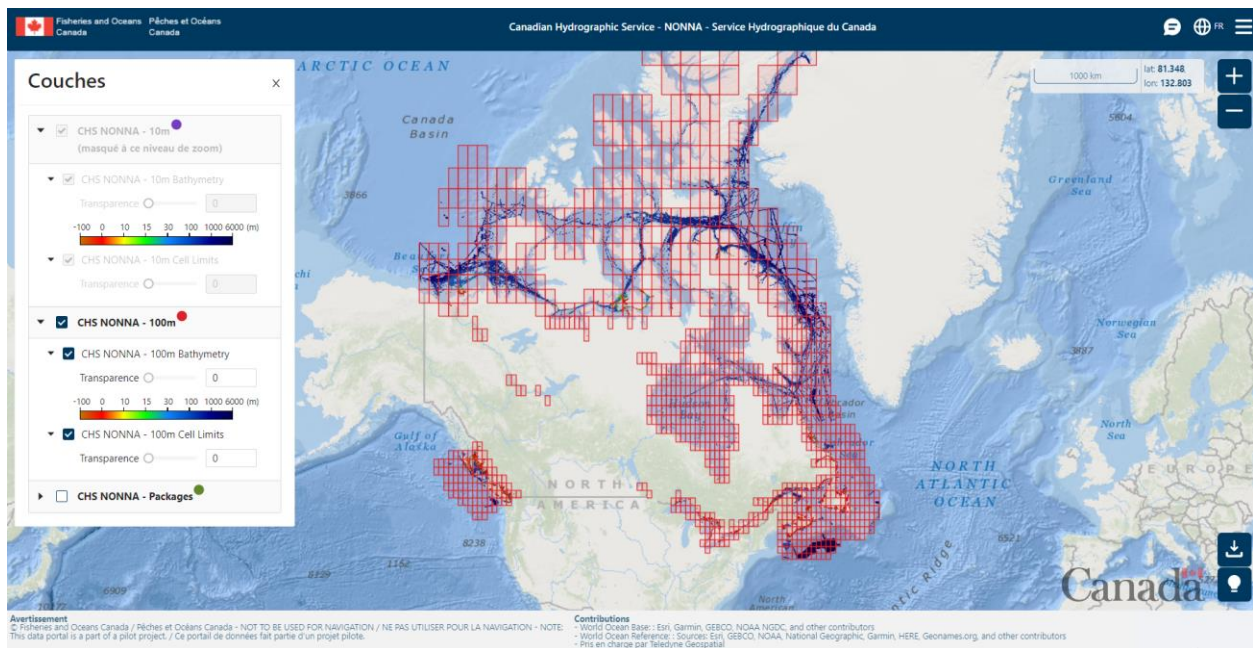 Fisheries and Oceans Canada
Pêches et Océans Canada
Canadian Hydrographic Service - NONNA - Service Hydrographique du Canada
FR
Couches
x
CHS NONNA - 10m
(masqué à ce niveau de zoom)
CHS NONNA - 10m Bathymetry
Transparence
0
-100 0 10 15 30 100 1000 6000 (m)
CHS NONNA - 10m Cell Limits
Transparence
0
CHS NONNA - 100m
CHS NONNA - 100m Bathymetry
Transparence
0
-100 0 10 15 30 100 1000 6000 (m)
CHS NONNA - 100m Cell Limits
Transparence
0
CHS NONNA - Packages
ARCTIC OCEAN
1000 km
lat: 81.348,
lon: 132.803
+
−
Canada
Basin
5604
3866
Greenland
Sea
Norwegian
Sea
3887
Hudson
Bay
Gulf of
Alaska
North
Sea
EUROPE
NORTH
AMERICA
NORTH
ATLANTIC
OCEAN
8238
1162
8129
6909
6521
North
American
Canada
Avertissement
© Fisheries and Oceans Canada / Pêches et Océans Canada - NOT TO BE USED FOR NAVIGATION / NE PAS UTILISER POUR LA NAVIGATION - NOTE:
This data portal is a part of a pilot project. / Ce portail de données fait partie d'un projet pilote.
Contributions
- World Ocean Base: : Esri, Garmin, GEBCO, NOAA NGDC, and other contributors
- World Ocean Reference: : Sources: Esri, GEBCO, NOAA, National Geographic, Garmin, HERE, Geonames.org, and other contributors
- Pris en charge par Teledyne Geospatial